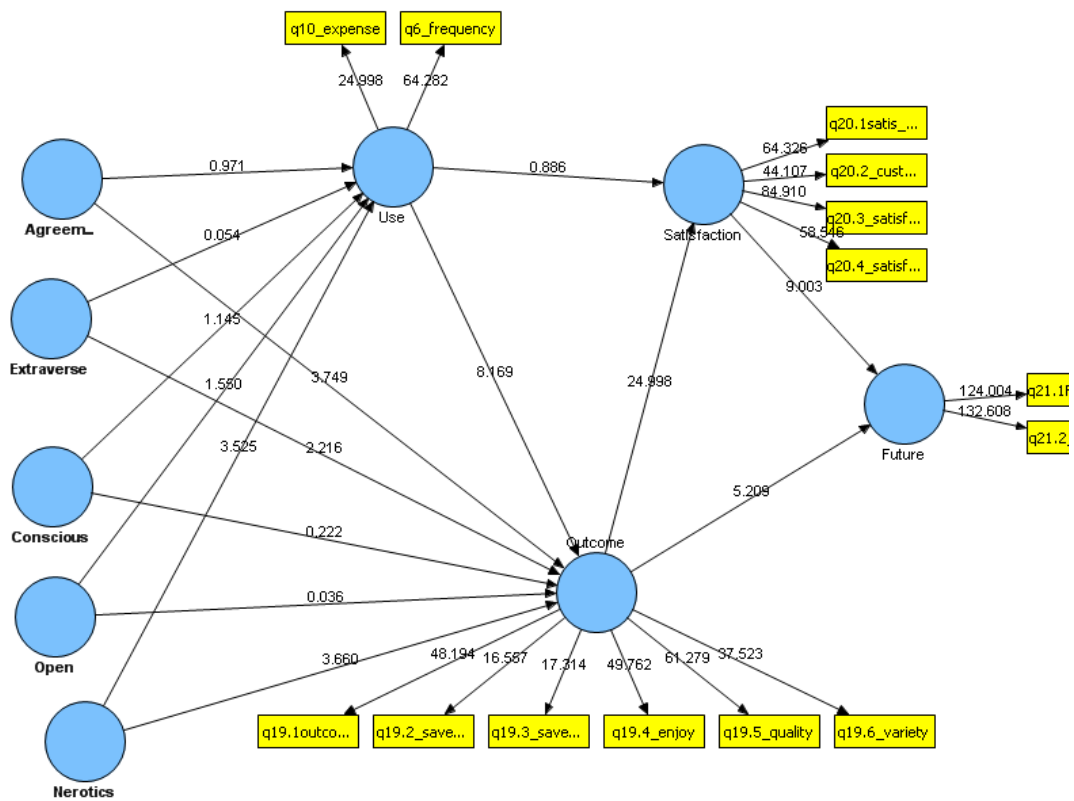 q10_expense
q6_frequency
24.998
64.282
q20.1satis_...
64.326
q20.2_cust...
44.107
84.910
q20.3_satisf...
58.546
q20.4_satisf...
0.971
0.886
Use
Satisfaction
Agreem...
0.054
9.003
Extraverse
1.145
1.550
3.749
8.169
24.998
124.004
132.608
q21.1F
q21.2_
3.525
2.216
Future
5.209
Conscious
0.222
Outcome
0.036
Open
3.660
48.194
16.557
17.314
49.762
61.279
37.523
q19.1outco...
q19.2_save...
q19.3_save...
q19.4_enjoy
q19.5_quality
q19.6_variety
Nerotics